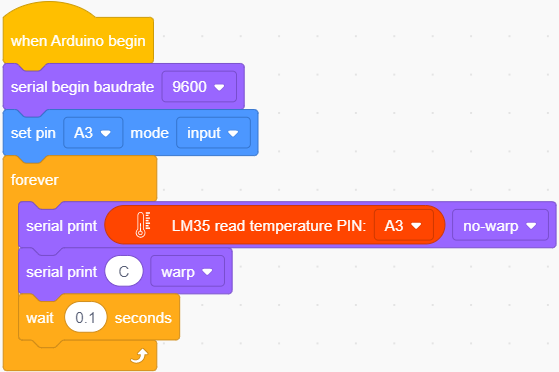 when Arduino begin
serial begin baudrate 9600
set pin A3 mode input
forever
serial print LM35 read temperature PIN: A3 no-warp
serial print C warp
wait 0.1 seconds